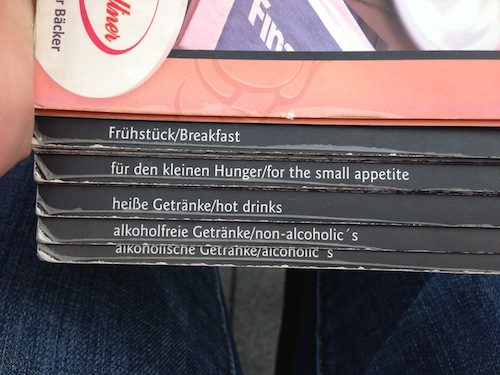 r Bäcker
llner
Fin
Frühstück/Breakfast
für den kleinen Hunger/for the small appetite
heiße Getränke/hot drinks
alkoholfreie Getränke/non-alcoholic´s
alkoholische Getränke/alcoholic´s